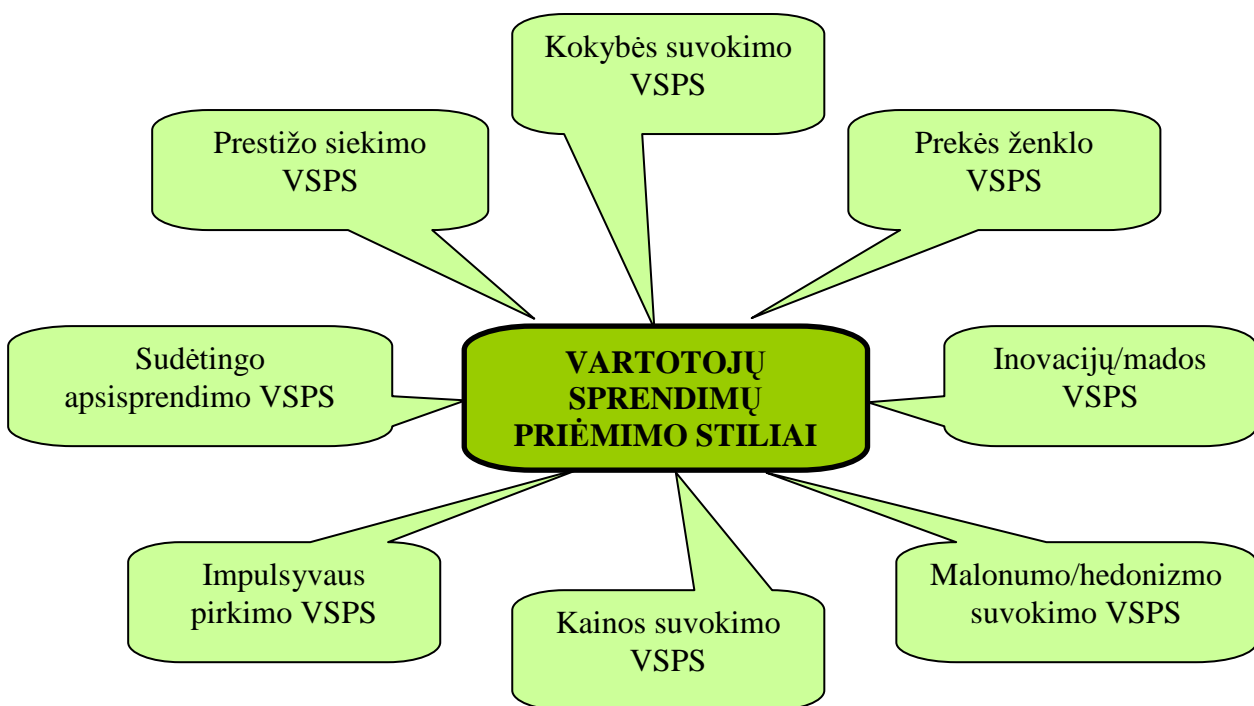 Kokybės suvokimo
VSPS
Prestižo siekimo
VSPS
Prekės ženklo
VSPS
Sudėtingo
apsisprendimo VSPS
VARTOTOJŲ
SPRENDIMŲ
PRIĖMIMO STILIAI
Inovacijų/mados
VSPS
Impulsyvaus
pirkimo VSPS
Kainos suvokimo
VSPS
Malonumo/hedonizmo
suvokimo VSPS